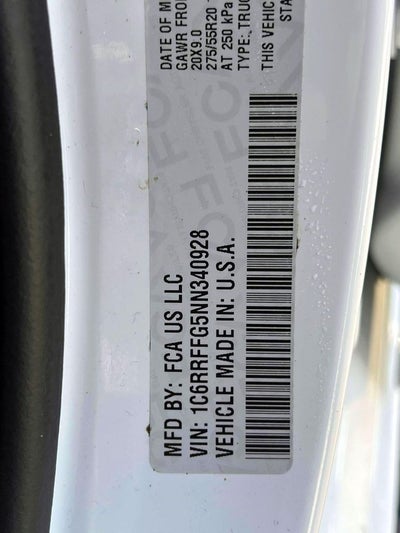 MFD BY: FCA US LLC
VIN: 1C6RRFFG5NN340928
VEHICLE MADE IN: U.S.A.
DATE OF M
GAWR FRO
20X9.0
275/55R20
AT 250 kPa
TYPE: TRUC
THIS VEHIC
STA